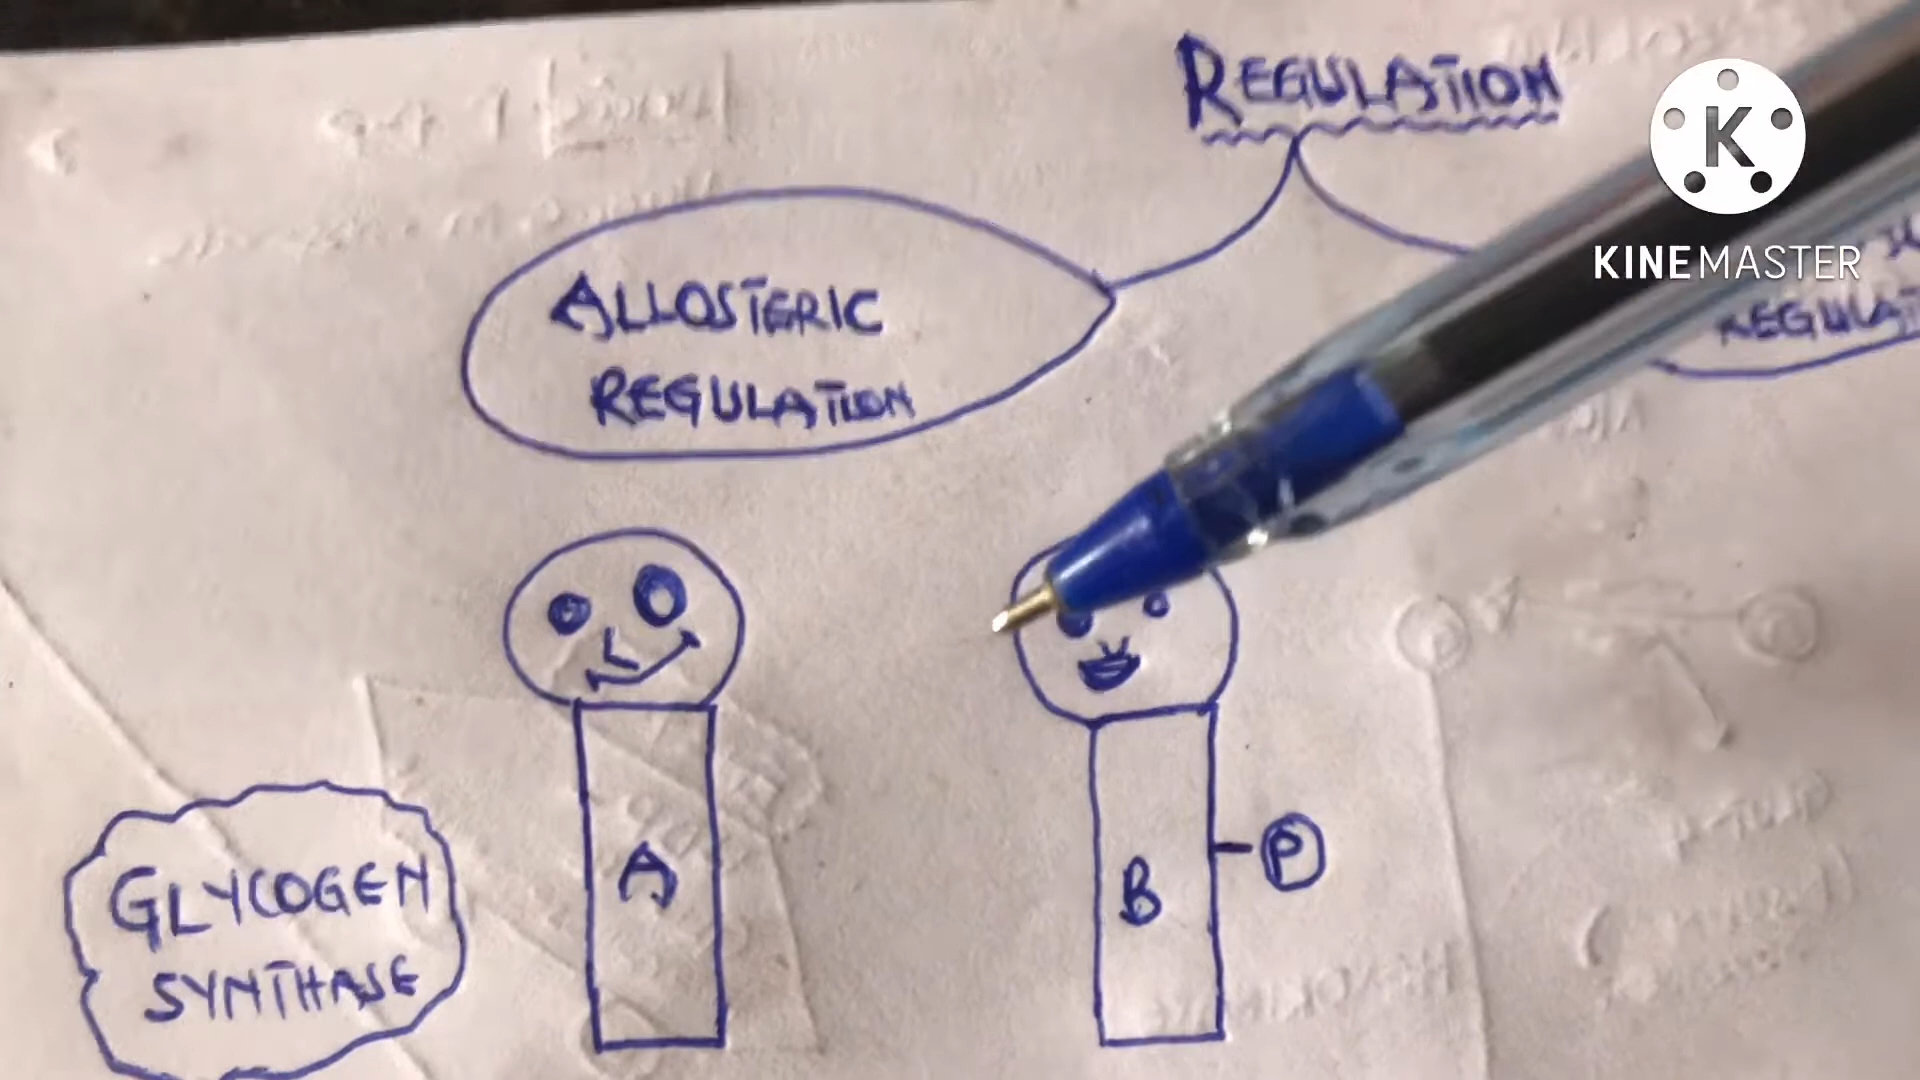 REGULATION
K
KINEMASTER
ALLOSTERIC
REGULATION
A
B
P
GLYCOGEN
SYNTHASE